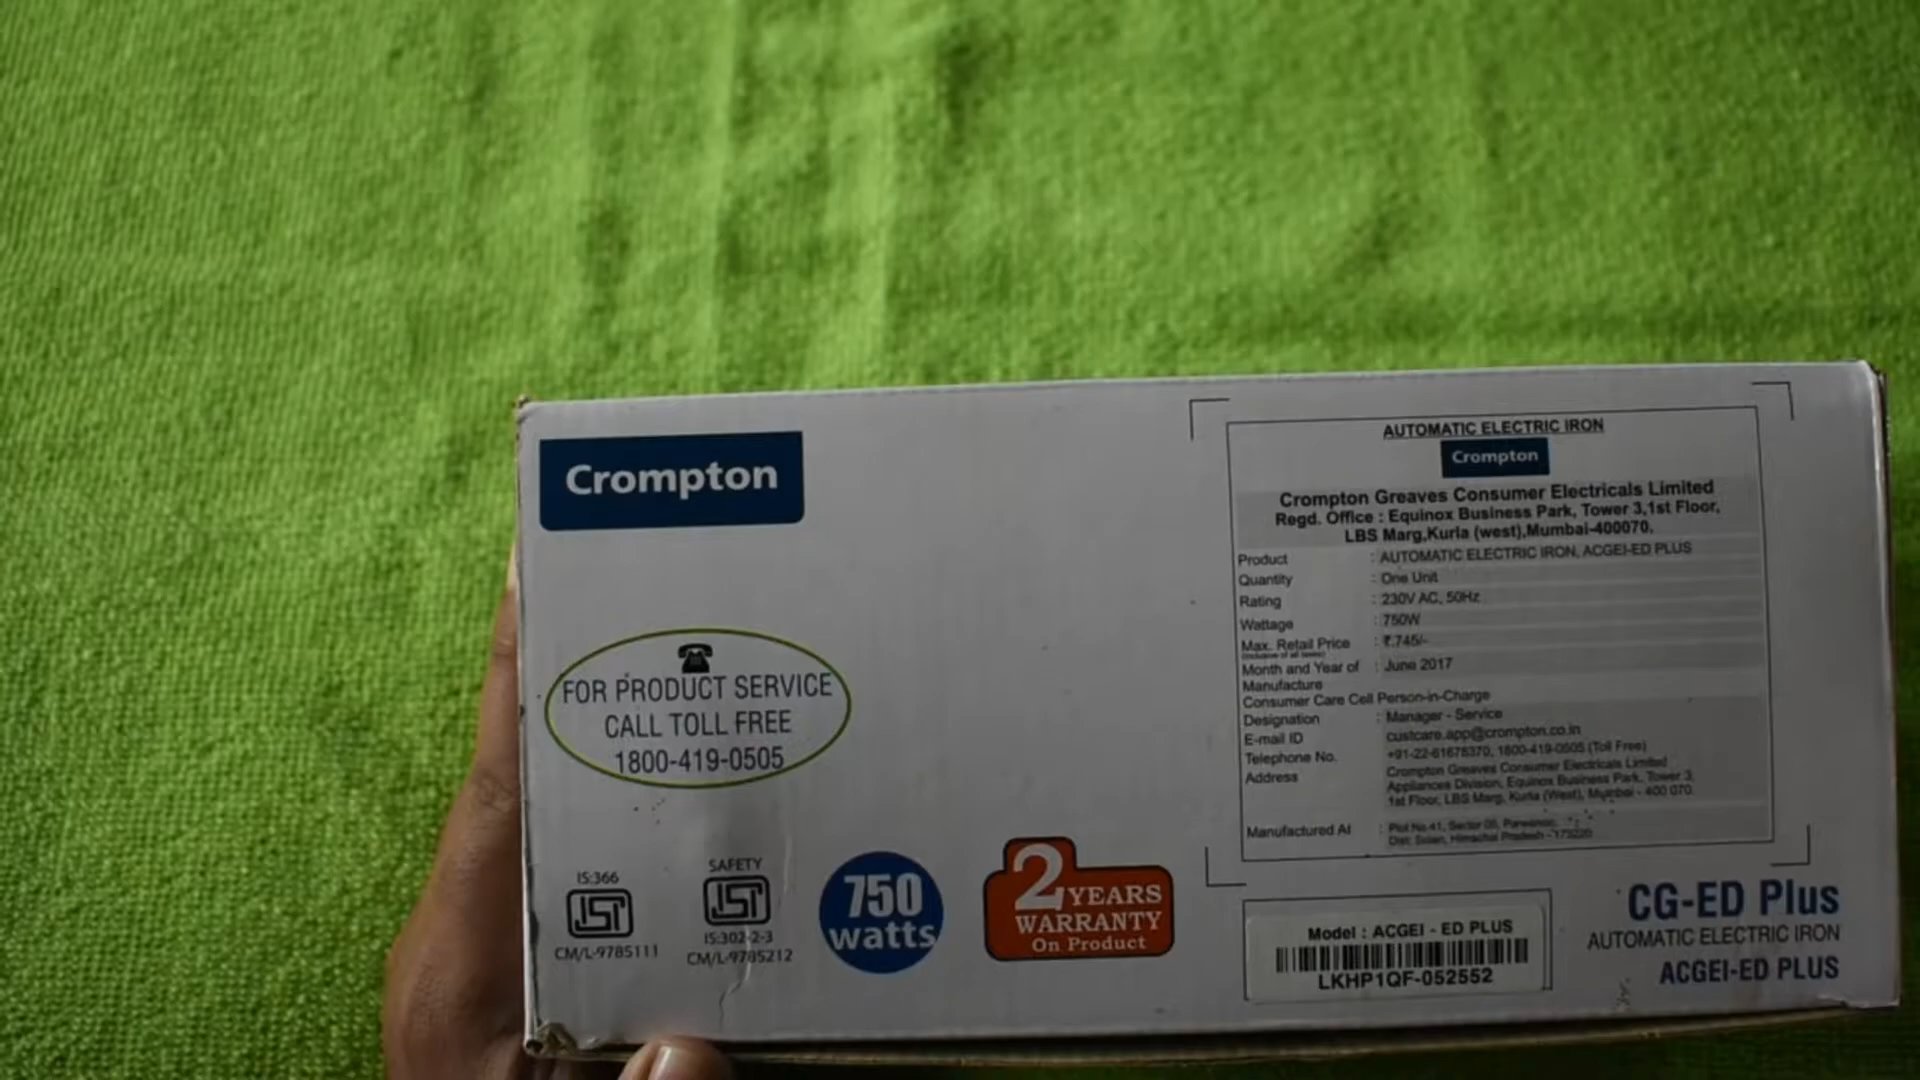 Crompton
FOR PRODUCT SERVICE
CALL TOLL FREE
1800-419-0505
IS:366
CM/L-9785111
SAFETY
IS:302-2-3
CM/L-9785212
750
watts
2 YEARS
WARRANTY
On Product
AUTOMATIC ELECTRIC IRON
Crompton
Crompton Greaves Consumer Electricals Limited
Regd. Office : Equinox Business Park, Tower 3,1st Floor,
LBS Marg,Kurla (west),Mumbai-400070.
Product : AUTOMATIC ELECTRIC IRON, ACGEI-ED PLUS
Quantity : One Unit
Rating : 230V AC, 50Hz
Wattage : 750W
Max. Retail Price : ₹.745/-
(inclusive of all taxes)
Month and Year of : June 2017
Manufacture
Consumer Care Cell Person-in-Charge
Designation : Manager - Service
E-mail ID custcare.app@crompton.co.in
Telephone No. +91-22-61678370, 1800-419-0505 (Toll Free)
Address Crompton Greaves Consumer Electricals Limited
Appliances Division, Equinox Business Park, Tower 3,
1st Floor, LBS Marg, Kurla (West), Mumbai - 400 070.
Manufactured At : Plot No.41, Sector 05, Parwanoo,
Dist: Solan, Himachal Pradesh - 173220
Model : ACGEI - ED PLUS
LKHP1QF-052552
CG-ED Plus
AUTOMATIC ELECTRIC IRON
ACGEI-ED PLUS